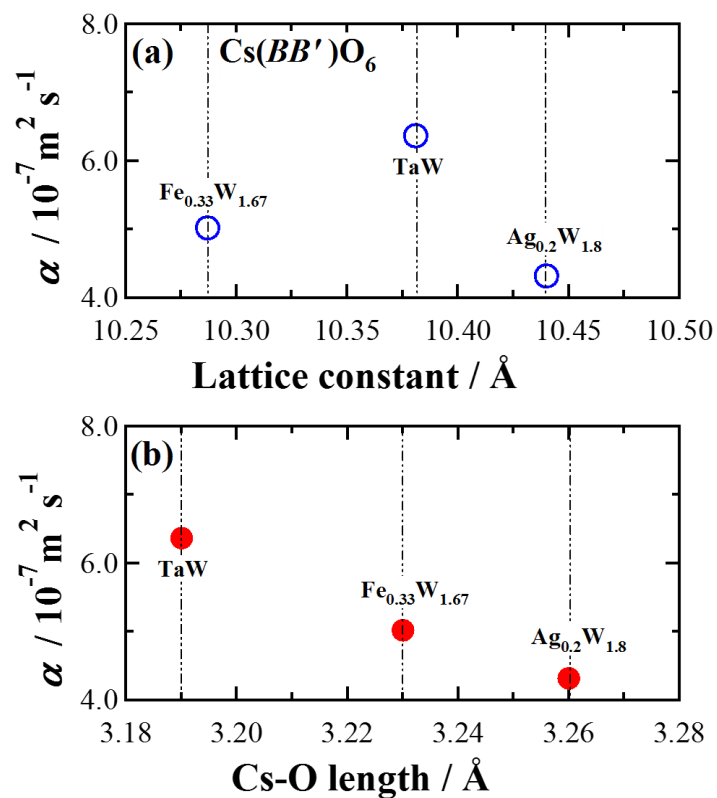 8.0
(a) Cs(BB′)O6
6.0
TaW
Fe0.33W1.67
Ag0.2W1.8
4.0
α / 10-7 m2 s-1
10.25 10.30 10.35 10.40 10.45 10.50
Lattice constant / Å
8.0
(b)
6.0
TaW
Fe0.33W1.67
Ag0.2W1.8
4.0
α / 10-7 m2 s-1
3.18 3.20 3.22 3.24 3.26 3.28
Cs-O length / Å